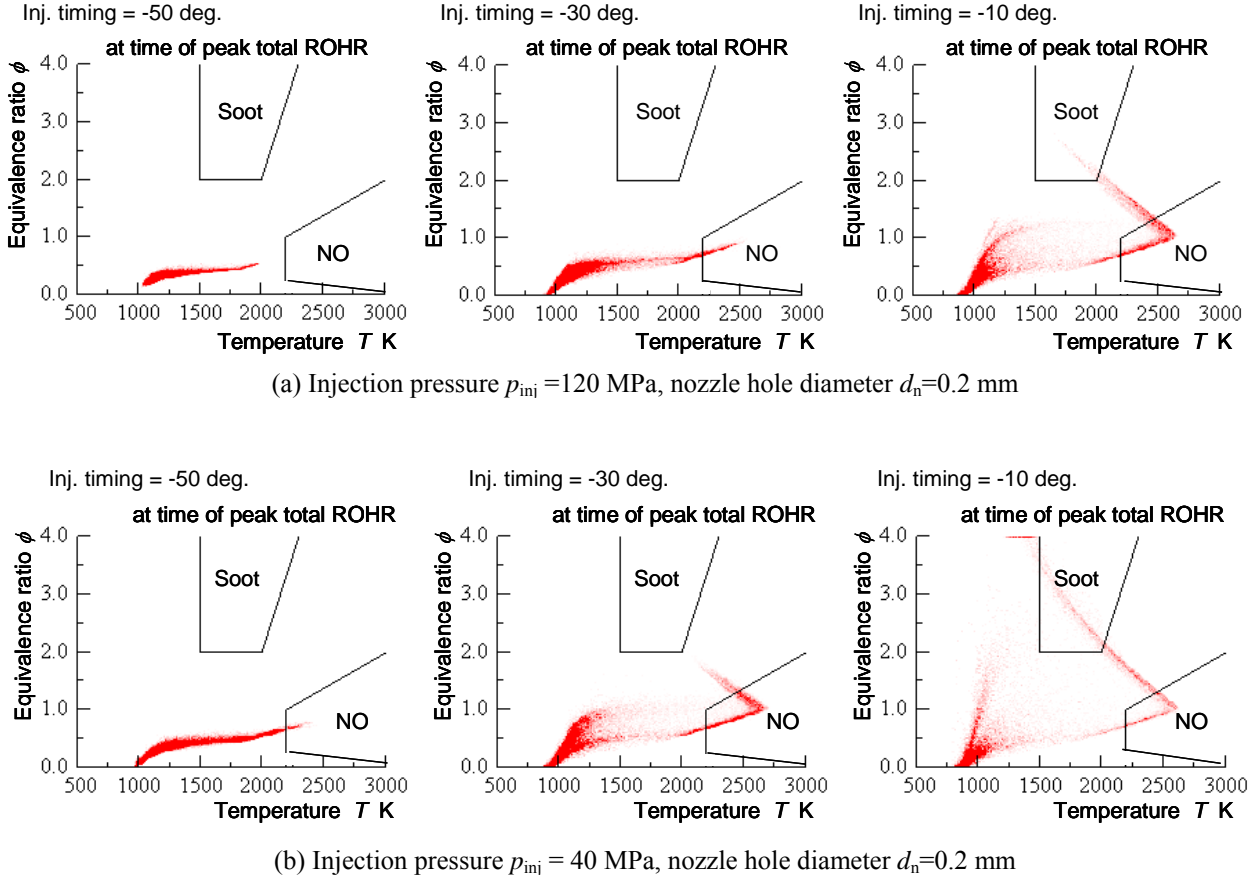 Inj. timing = -50 deg.
Inj. timing = -30 deg.
Inj. timing = -10 deg.
at time of peak total ROHR
at time of peak total ROHR
at time of peak total ROHR
Equivalence ratio ϕ
4.0
3.0
2.0
1.0
0.0
Soot
NO
500 1000 1500 2000 2500 3000
Temperature T K
Equivalence ratio ϕ
4.0
3.0
2.0
1.0
0.0
Soot
NO
500 1000 1500 2000 2500 3000
Temperature T K
Equivalence ratio ϕ
4.0
3.0
2.0
1.0
0.0
Soot
NO
500 1000 1500 2000 2500 3000
Temperature T K
(a) Injection pressure pinj =120 MPa, nozzle hole diameter dn=0.2 mm
Inj. timing = -50 deg.
Inj. timing = -30 deg.
Inj. timing = -10 deg.
at time of peak total ROHR
at time of peak total ROHR
at time of peak total ROHR
Equivalence ratio ϕ
4.0
3.0
2.0
1.0
0.0
Soot
NO
500 1000 1500 2000 2500 3000
Temperature T K
Equivalence ratio ϕ
4.0
3.0
2.0
1.0
0.0
Soot
NO
500 1000 1500 2000 2500 3000
Temperature T K
Equivalence ratio ϕ
4.0
3.0
2.0
1.0
0.0
Soot
NO
500 1000 1500 2000 2500 3000
Temperature T K
(b) Injection pressure pinj = 40 MPa, nozzle hole diameter dn=0.2 mm